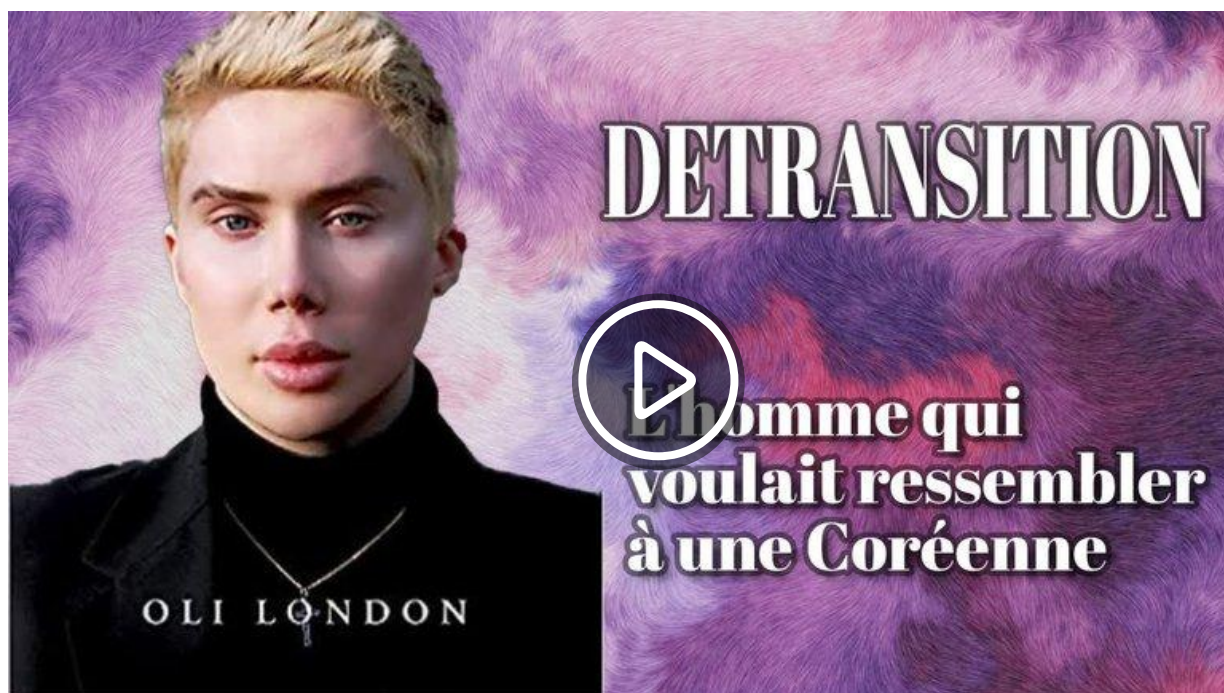 DETRANSITION
L'homme qui
voulait ressembler
à une Coréenne
OLI LONDON